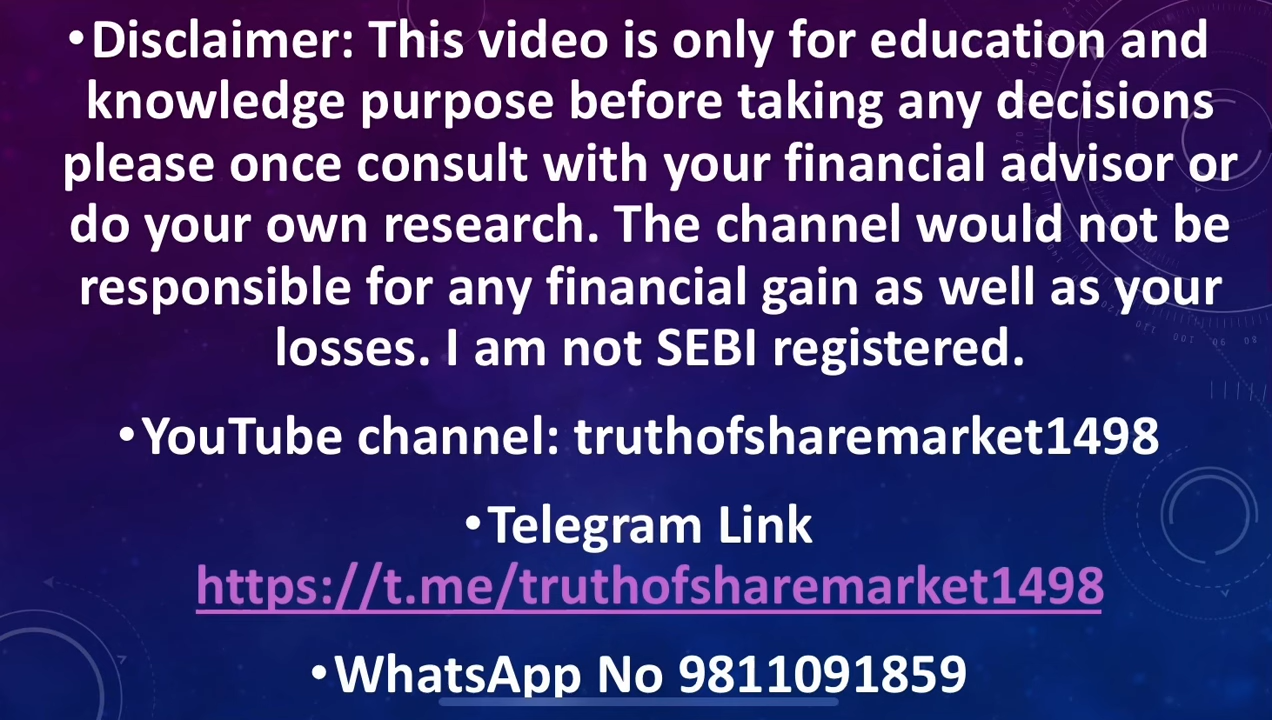 •Disclaimer: This video is only for education and
knowledge purpose before taking any decisions
please once consult with your financial advisor or
do your own research. The channel would not be
responsible for any financial gain as well as your
losses. I am not SEBI registered.
•YouTube channel: truthofsharemarket1498
•Telegram Link
https://t.me/truthofsharemarket1498
•WhatsApp No 9811091859